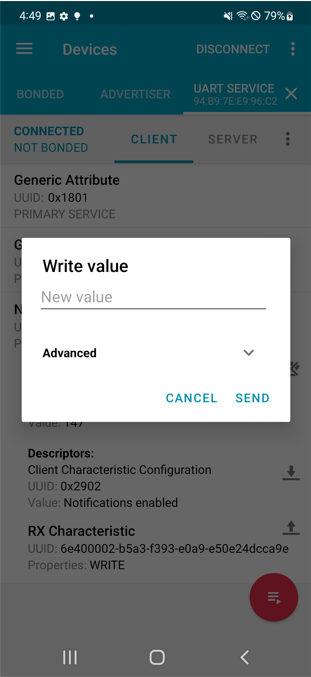 4:49
79%
Devices
DISCONNECT
BONDED
ADVERTISER
UART SERVICE
94:B9:7E:E9:96:C2
CONNECTED
NOT BONDED
CLIENT
SERVER
Generic Attribute
UUID: 0x1801
PRIMARY SERVICE
G
U
P
Write value
New value
N
U
P
Advanced
CANCEL
SEND
Value: 147
Descriptors:
Client Characteristic Configuration
UUID: 0x2902
Value: Notifications enabled
RX Characteristic
UUID: 6e400002-b5a3-f393-e0a9-e50e24dcca9e
Properties: WRITE